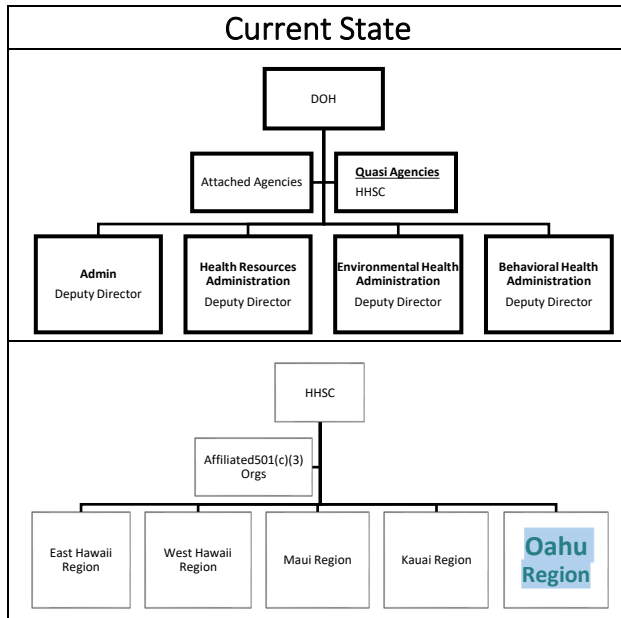 Current State
DOH
Attached Agencies
Quasi Agencies
HHSC
Admin
Deputy Director
Health Resources
Administration
Deputy Director
Environmental Health
Administration
Deputy Director
Behavioral Health
Administration
Deputy Director
HHSC
Affiliated501(c)(3)
Orgs
East Hawaii
Region
West Hawaii
Region
Maui Region
Kauai Region
Oahu
Region